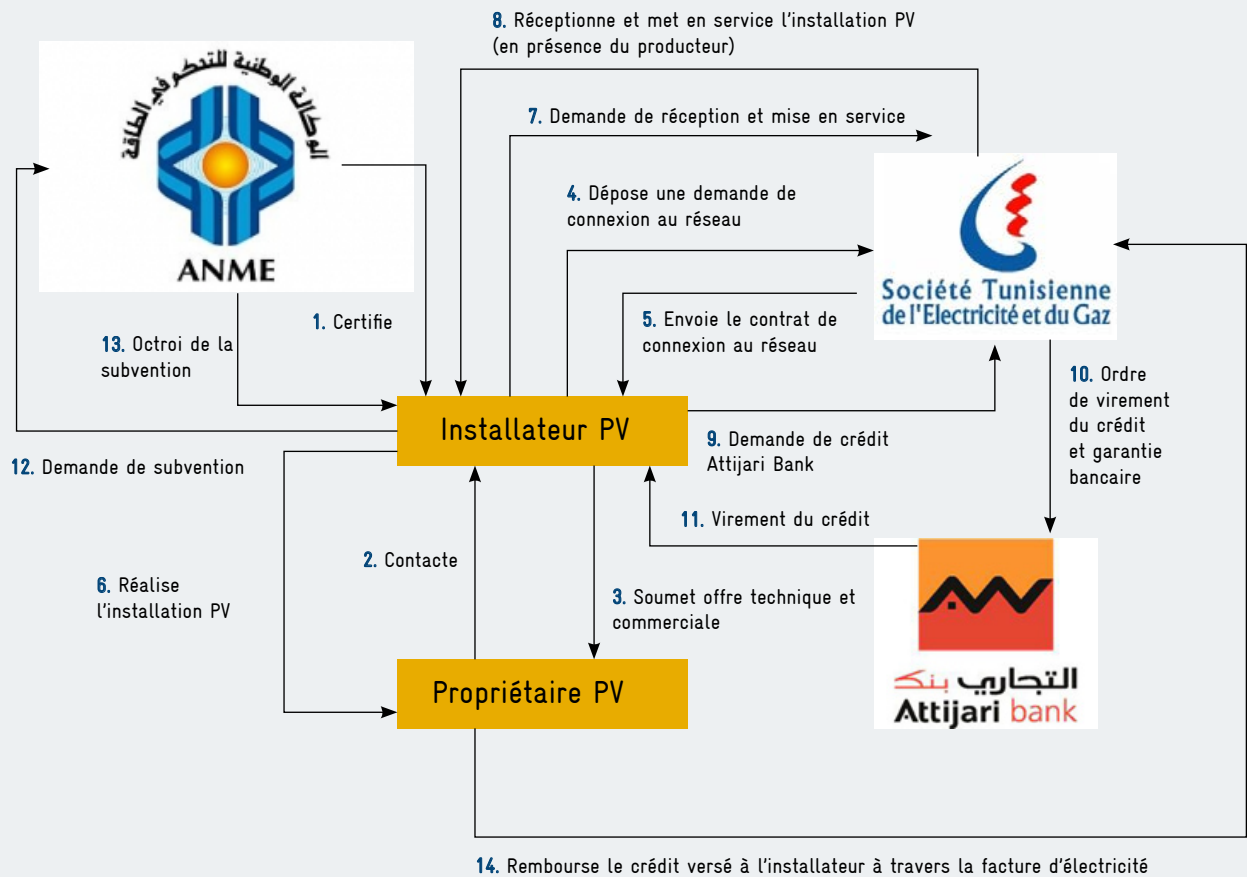 8. Réceptionne et met en service l'installation PV
(en présence du producteur)
الوكالة الوطنية للتحكم في الطاقة
ANME
7. Demande de réception et mise en service
4. Dépose une demande de
connexion au réseau
Société Tunisienne
de l'Electricité et du Gaz
1. Certifie
13. Octroi de la
subvention
5. Envoie le contrat de
connexion au réseau
10. Ordre
de virement
du crédit
et garantie
bancaire
Installateur PV
9. Demande de crédit
Attijari Bank
12. Demande de subvention
11. Virement du crédit
2. Contacte
6. Réalise
l'installation PV
3. Soumet offre technique et
commerciale
Propriétaire PV
التجاري بنك
Attijari bank
14. Rembourse le crédit versé à l'installateur à travers la facture d'électricité